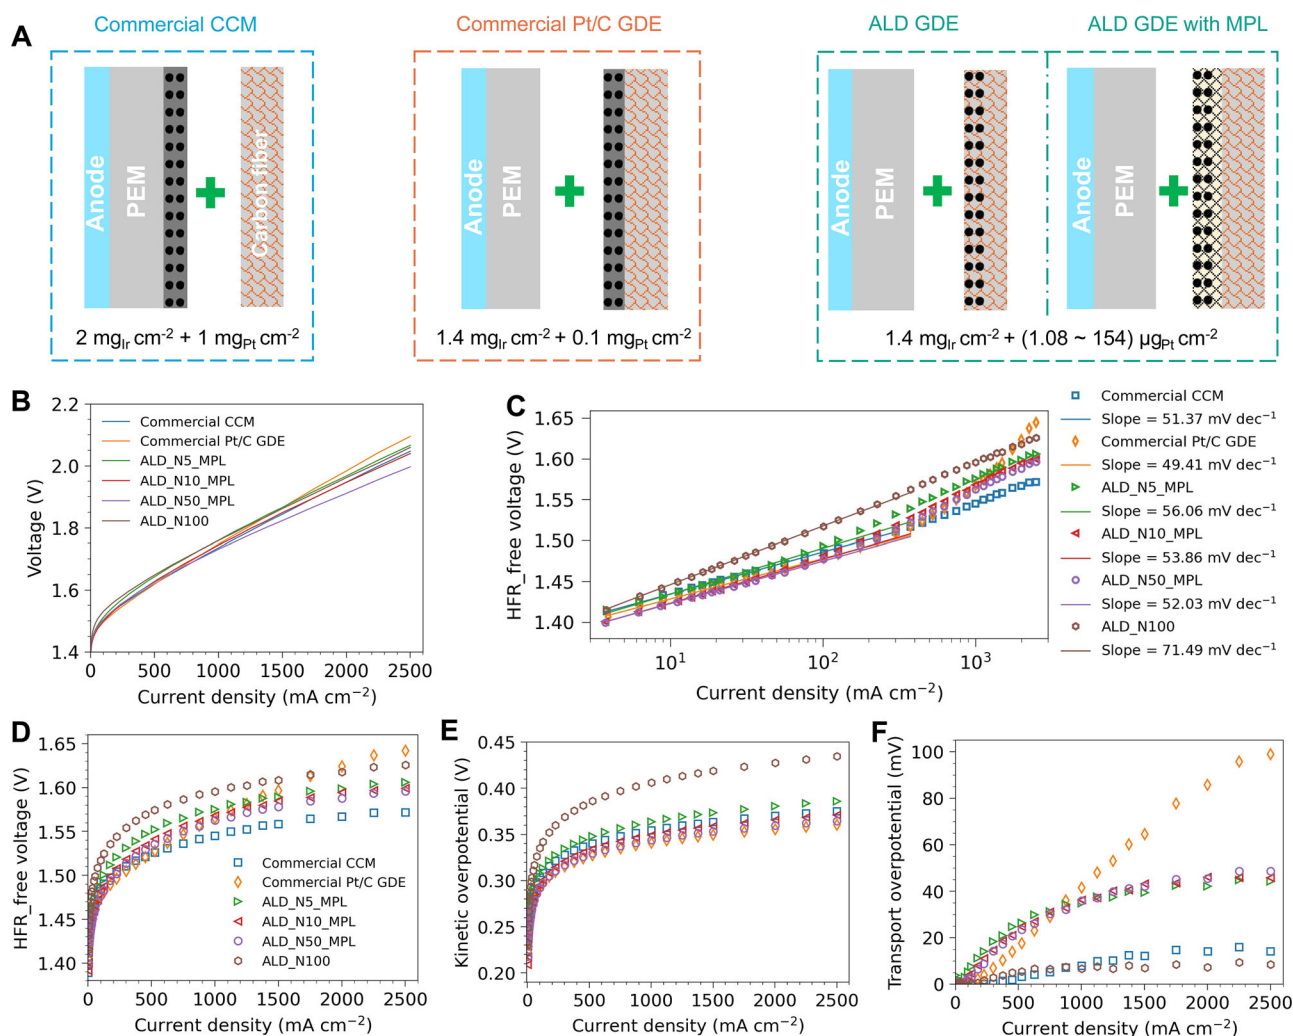 A
Commercial CCM
Commercial Pt/C GDE
ALD GDE
ALD GDE with MPL
Anode
PEM
Carbon fiber
2 mgIr cm⁻² + 1 mgPt cm⁻²
Anode
PEM
1.4 mgIr cm⁻² + 0.1 mgPt cm⁻²
Anode
PEM
Anode
PEM
1.4 mgIr cm⁻² + (1.08 ~ 154) µgPt cm⁻²
B
Voltage (V)
2.2
2.0
1.8
1.6
1.4
0 500 1000 1500 2000 2500
Current density (mA cm⁻²)
Commercial CCM
Commercial Pt/C GDE
ALD_N5_MPL
ALD_N10_MPL
ALD_N50_MPL
ALD_N100
C
HFR_free voltage (V)
1.65
1.60
1.55
1.50
1.45
1.40
10¹ 10² 10³
Current density (mA cm⁻²)
Commercial CCM
Slope = 51.37 mV dec⁻¹
Commercial Pt/C GDE
Slope = 49.41 mV dec⁻¹
ALD_N5_MPL
Slope = 56.06 mV dec⁻¹
ALD_N10_MPL
Slope = 53.86 mV dec⁻¹
ALD_N50_MPL
Slope = 52.03 mV dec⁻¹
ALD_N100
Slope = 71.49 mV dec⁻¹
D
HFR_free voltage (V)
1.65
1.60
1.55
1.50
1.45
1.40
0 500 1000 1500 2000 2500
Current density (mA cm⁻²)
Commercial CCM
Commercial Pt/C GDE
ALD_N5_MPL
ALD_N10_MPL
ALD_N50_MPL
ALD_N100
E
Kinetic overpotential (V)
0.45
0.40
0.35
0.30
0.25
0.20
0 500 1000 1500 2000 2500
Current density (mA cm⁻²)
F
Transport overpotential (mV)
100
80
60
40
20
0
0 500 1000 1500 2000 2500
Current density (mA cm⁻²)